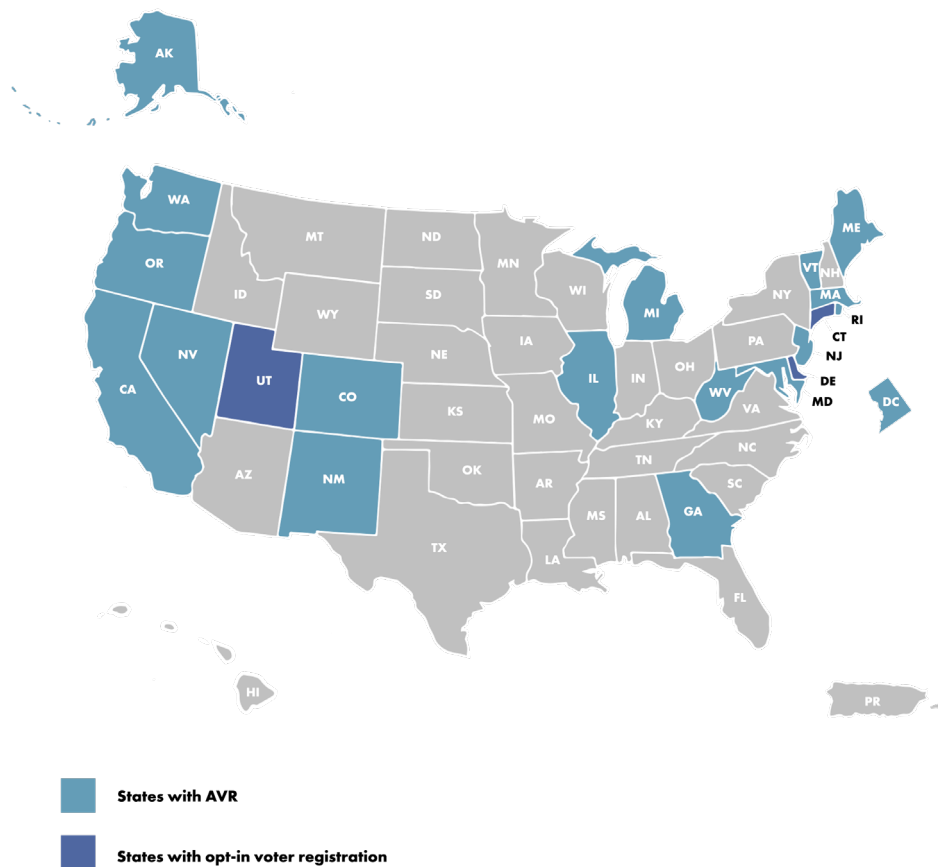 AK
WA
MT
ND
MN
ME
VT
NH
OR
ID
SD
WI
MI
NY
MA
RI
WY
IA
PA
CT
NV
NE
NJ
CA
UT
CO
IL
IN
OH
DE
WV
MD
DC
KS
MO
KY
VA
AZ
NM
OK
AR
TN
NC
SC
TX
MS
AL
GA
LA
FL
HI
PR
States with AVR
States with opt-in voter registration